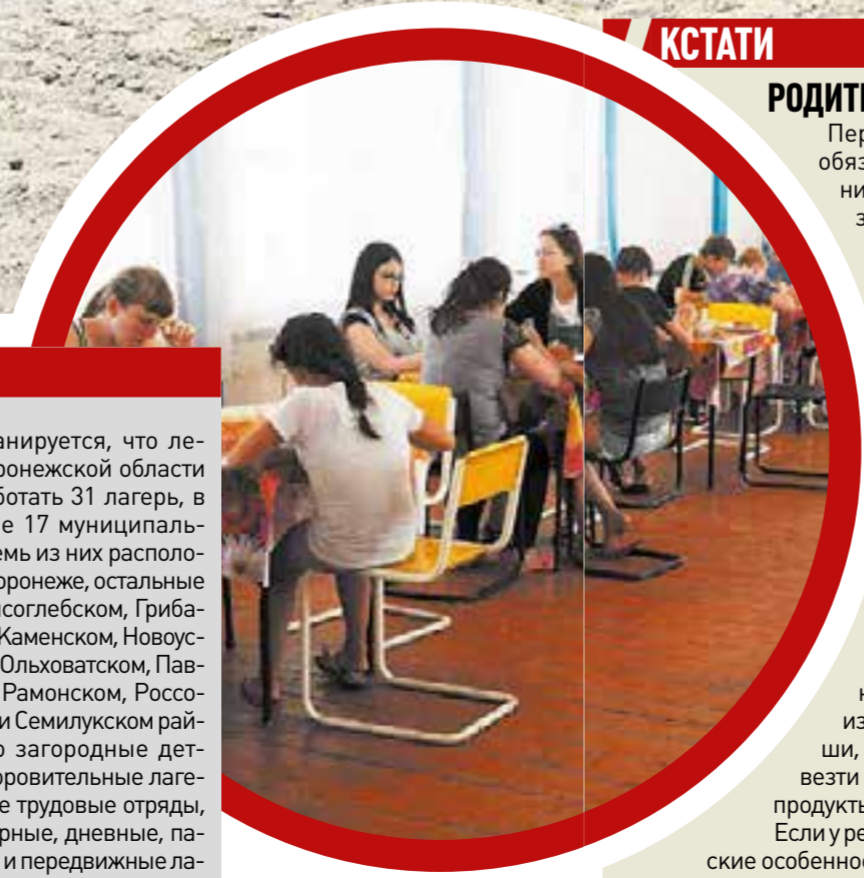 анируется, что ле-
ронежской области
ботать 31 лагерь, в
е 17 муниципаль-
емь из них располо-
оронеже, остальные
исоглебском, Гриба-
Каменском, Новоус-
Ольховатском, Пав-
Рамонском, Россо-
и Семилукском рай-
о загородные дет-
оровительные лаге-
е трудовые отряды,
рные, дневные, па-
и передвижные ла-
КСТАТИ
РОДИТ
Пер
обяз
ни
з
н
из
ши,
везти
продукты
Если у ре
ские особеннос